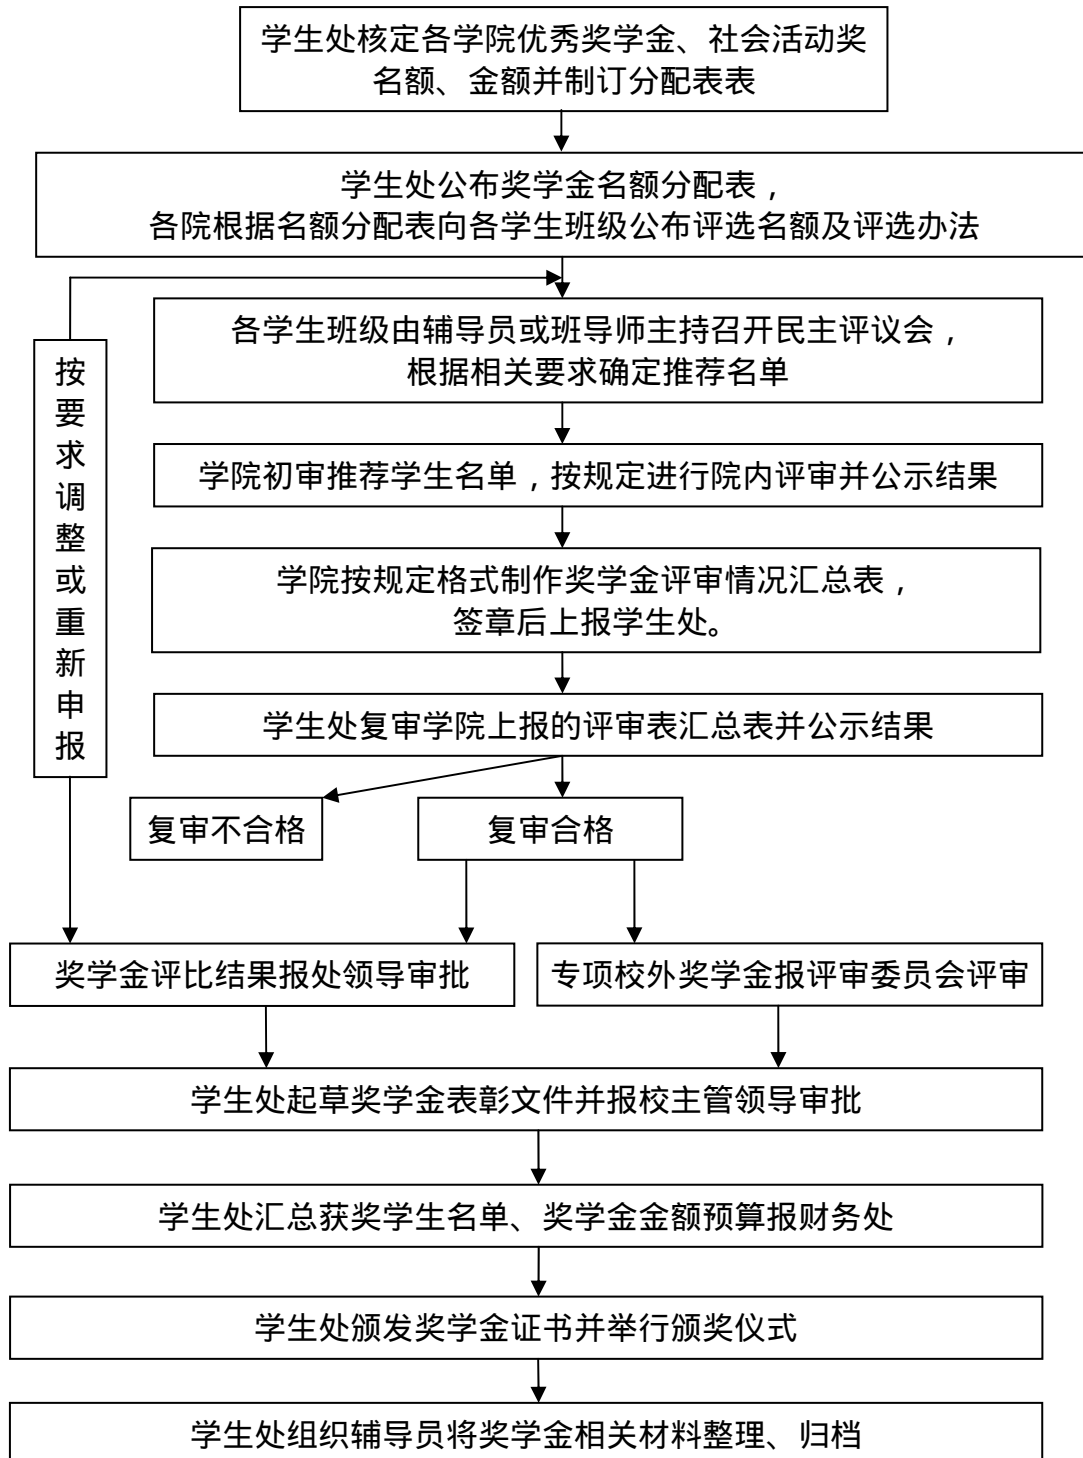 学生处核定各学院优秀奖学金、社会活动奖
名额、金额并制订分配表表
学生处公布奖学金名额分配表，
各院根据名额分配表向各学生班级公布评选名额及评选办法
各学生班级由辅导员或班导师主持召开民主评议会，
根据相关要求确定推荐名单
按
要
求
调
整
或
重
新
申
报
学院初审推荐学生名单，按规定进行院内评审并公示结果
学院按规定格式制作奖学金评审情况汇总表，
签章后上报学生处。
学生处复审学院上报的评审表汇总表并公示结果
复审不合格
复审合格
奖学金评比结果报处领导审批
专项校外奖学金报评审委员会评审
学生处起草奖学金表彰文件并报校主管领导审批
学生处汇总获奖学生名单、奖学金金额预算报财务处
学生处颁发奖学金证书并举行颁奖仪式
学生处组织辅导员将奖学金相关材料整理、归档